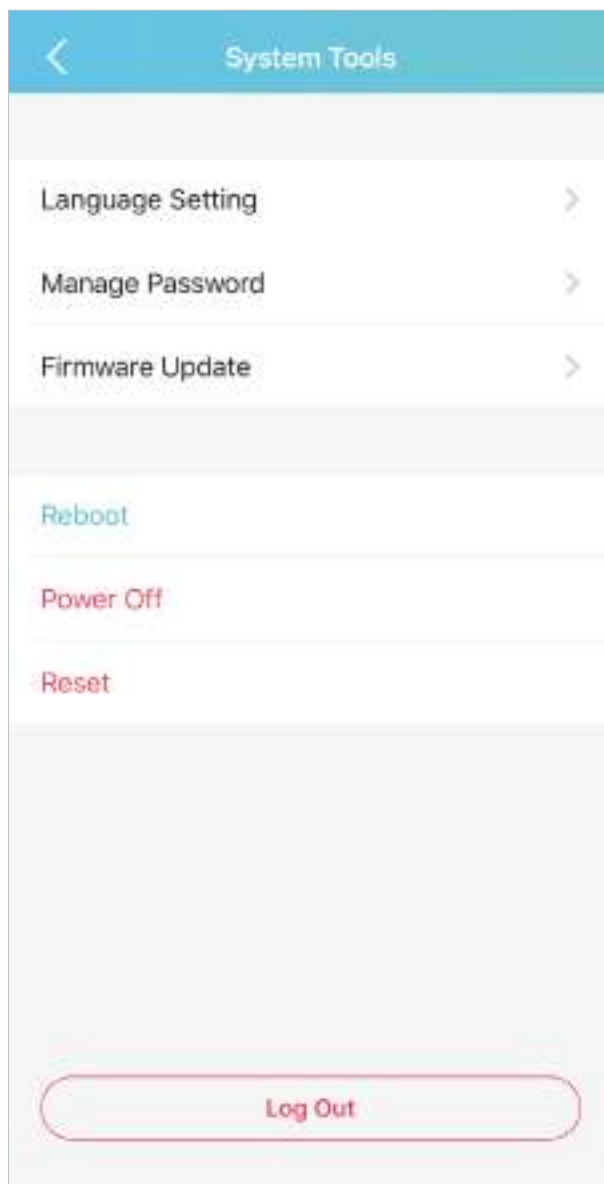 System Tools
Language Setting
Manage Password
Firmware Update
Reboot
Power Off
Reset
Log Out